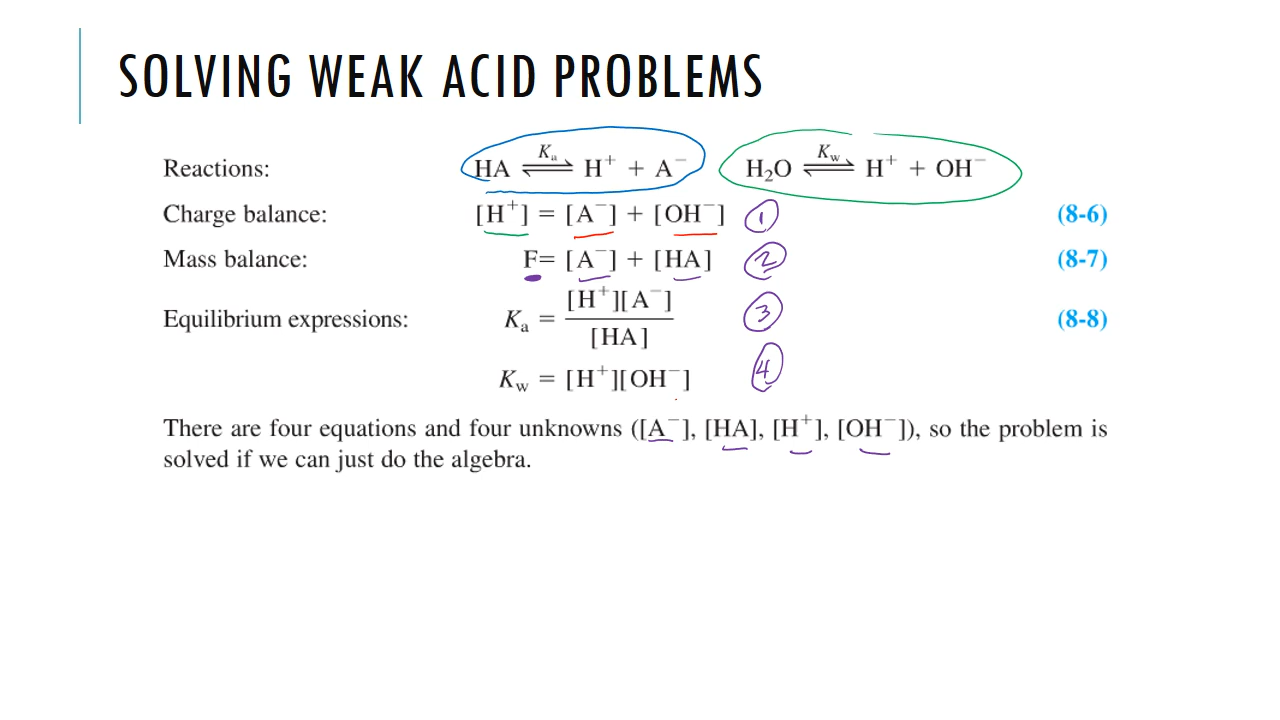 SOLVING WEAK ACID PROBLEMS
Reactions: HA ⇌ (Kₐ) H⁺ + A⁻ H₂O ⇌ (K_w) H⁺ + OH⁻
Charge balance: [H⁺] = [A⁻] + [OH⁻] 1 (8-6)
Mass balance: F= [A⁻] + [HA] 2 (8-7)
Equilibrium expressions: Kₐ = [H⁺][A⁻] / [HA] 3 (8-8)
K_w = [H⁺][OH⁻] 4
There are four equations and four unknowns ([A⁻], [HA], [H⁺], [OH⁻]), so the problem is
solved if we can just do the algebra.